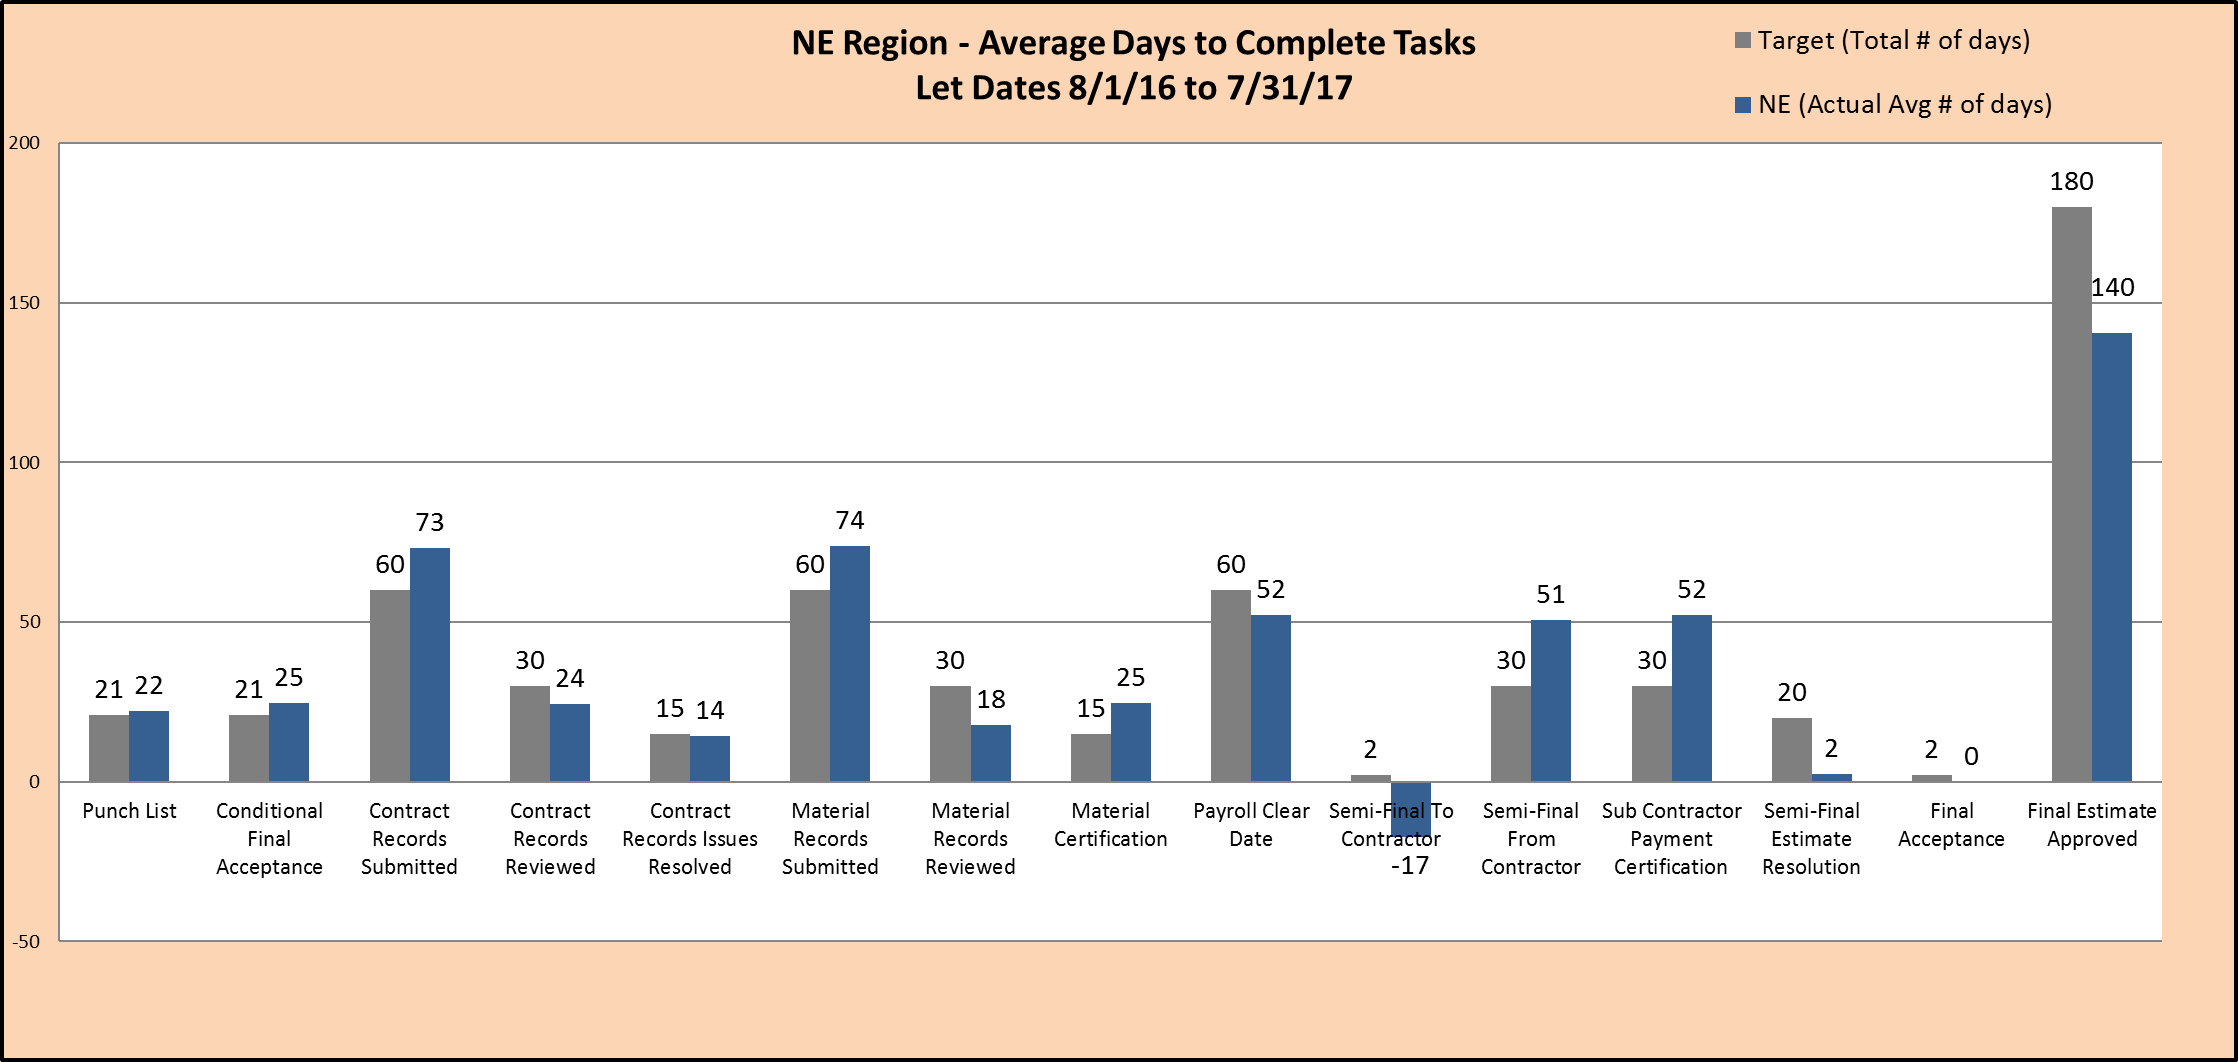 NE Region - Average Days to Complete Tasks
Let Dates 8/1/16 to 7/31/17
Target (Total # of days)
NE (Actual Avg # of days)
200
150
100
50
0
-50
21 22
21 25
60 73
30 24
15 14
60 74
30 18
15 25
60 52
2 -17
30 51
30 52
20 2
2 0
180 140
Punch List
Conditional
Final
Acceptance
Contract
Records
Submitted
Contract
Records
Reviewed
Contract
Records Issues
Resolved
Material
Records
Submitted
Material
Records
Reviewed
Material
Certification
Payroll Clear
Date
Semi-Final To
Contractor
Semi-Final
From
Contractor
Sub Contractor
Payment
Certification
Semi-Final
Estimate
Resolution
Final
Acceptance
Final Estimate
Approved